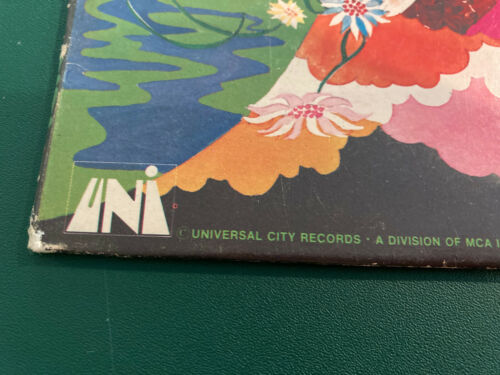 UNI
© UNIVERSAL CITY RECORDS · A DIVISION OF MCA I